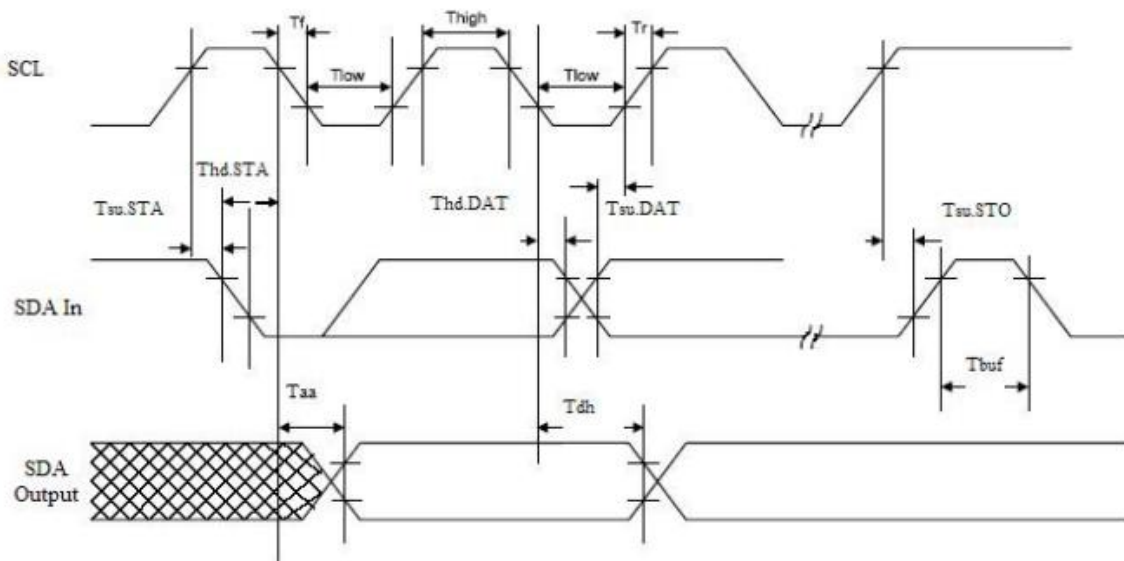 Tf
Thigh
Tr
SCL
Tlow
Tlow
Thd.STA
Tsu.STA
Thd.DAT
Tsu.DAT
Tsu.STO
SDA In
Tbuf
Taa
Tdh
SDA
Output